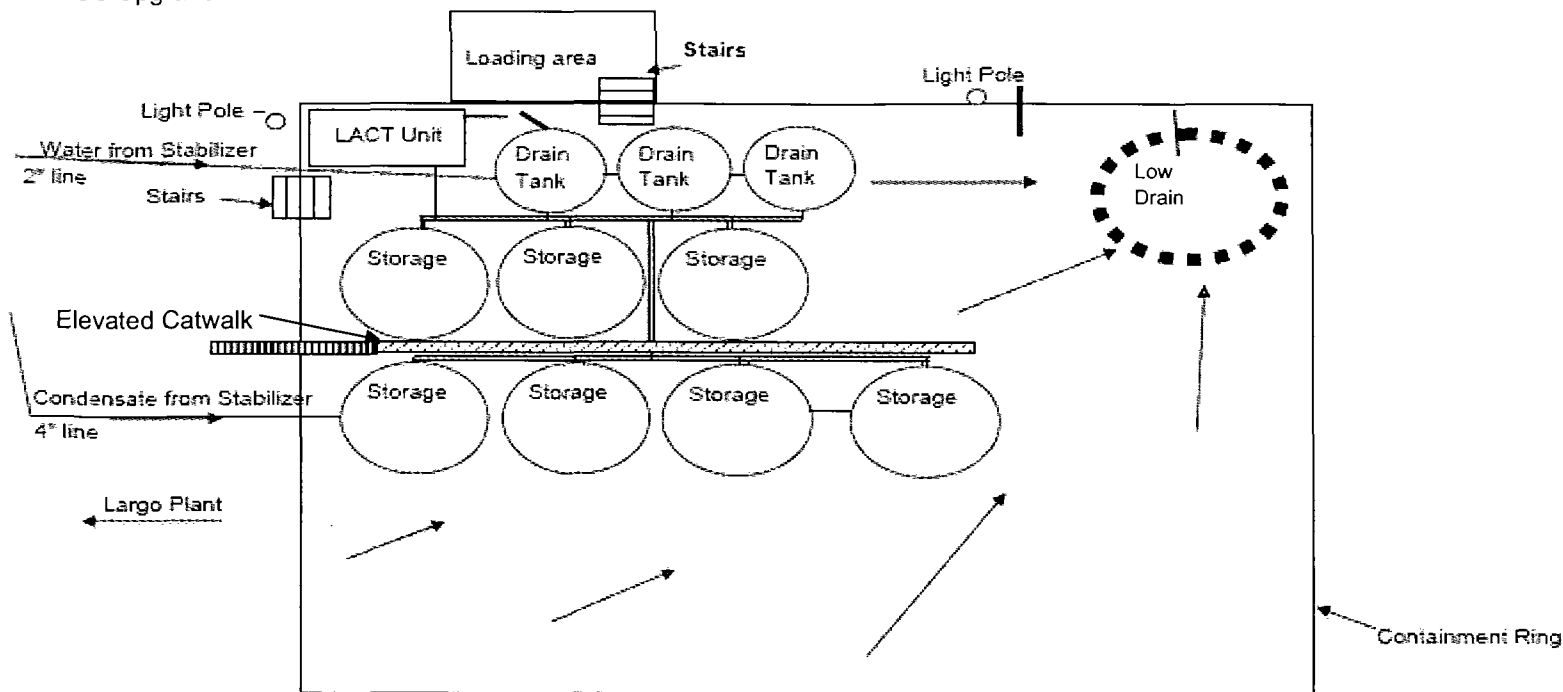 Loading area
Stairs
Light Pole
Light Pole
LACT Unit
Water from Stabilizer
2" line
Stairs
Drain
Tank
Drain
Tank
Drain
Tank
Low
Drain
Storage
Storage
Storage
Elevated Catwalk
Condensate from Stabilizer
4" line
Storage
Storage
Storage
Storage
Largo Plant
Containment Ring